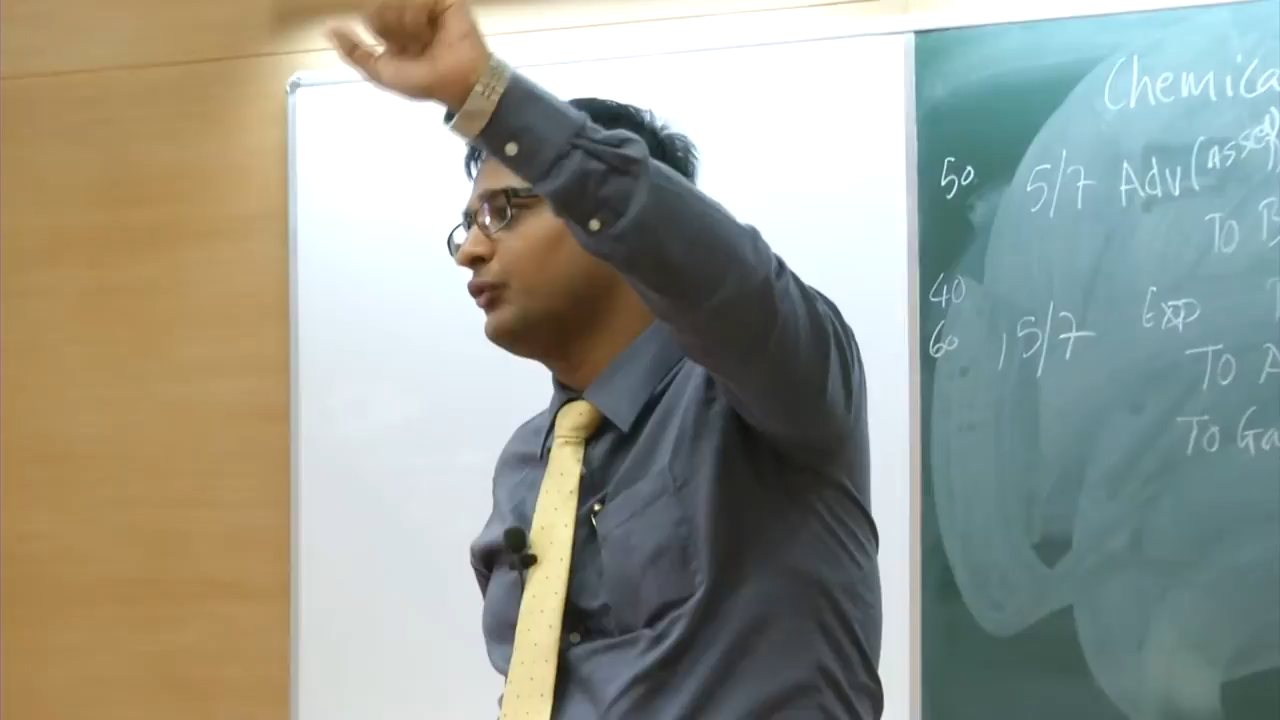 Chemica
50 5/7 Adv (Asset)
To B
40
60 15/7 Exp T
To A
To Ga